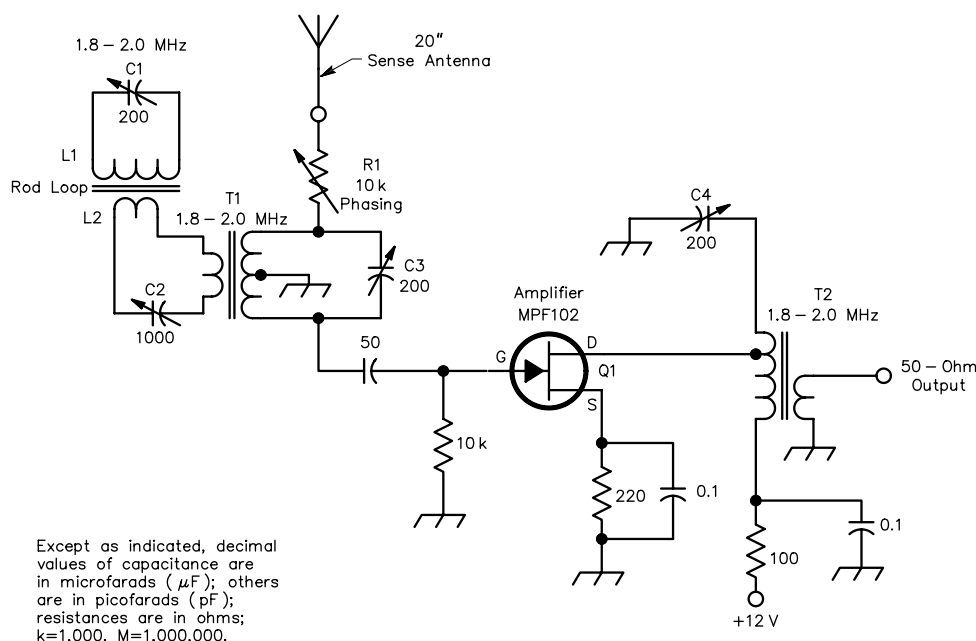 1.8 – 2.0 MHz
C1
200
L1
Rod Loop
L2
C2
1000
T1
1.8 – 2.0 MHz
20"
Sense Antenna
R1
10 k
Phasing
C3
200
50
10 k
Amplifier
MPF102
G
D
Q1
S
220
0.1
C4
200
T2
1.8 – 2.0 MHz
50 – Ohm
Output
0.1
100
+12 V
Except as indicated, decimal
values of capacitance are
in microfarads ( μF ); others
are in picofarads ( pF );
resistances are in ohms;
k=1,000, M=1,000,000.